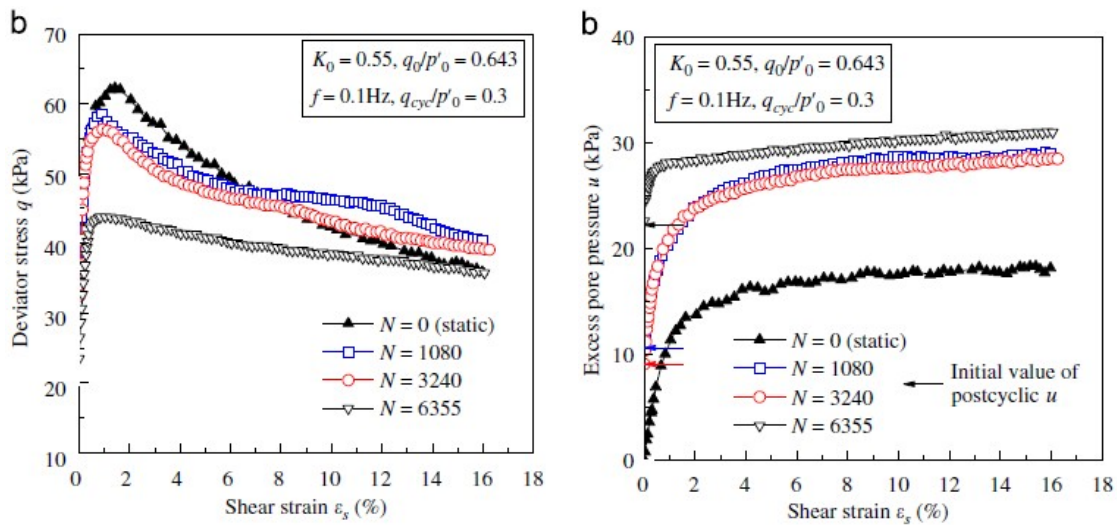 b
70
60
50
40
30
20
10
Deviator stress q (kPa)
K₀ = 0.55, q₀/p'₀ = 0.643
f = 0.1Hz, q_cyc/p'₀ = 0.3
N = 0 (static)
N = 1080
N = 3240
N = 6355
0 2 4 6 8 10 12 14 16 18
Shear strain εₛ (%)
b
40
30
20
10
0
Excess pore pressure u (kPa)
K₀ = 0.55, q₀/p'₀ = 0.643
f = 0.1Hz, q_cyc/p'₀ = 0.3
N = 0 (static)
N = 1080
N = 3240
N = 6355
Initial value of
postcyclic u
0 2 4 6 8 10 12 14 16 18
Shear strain εₛ (%)